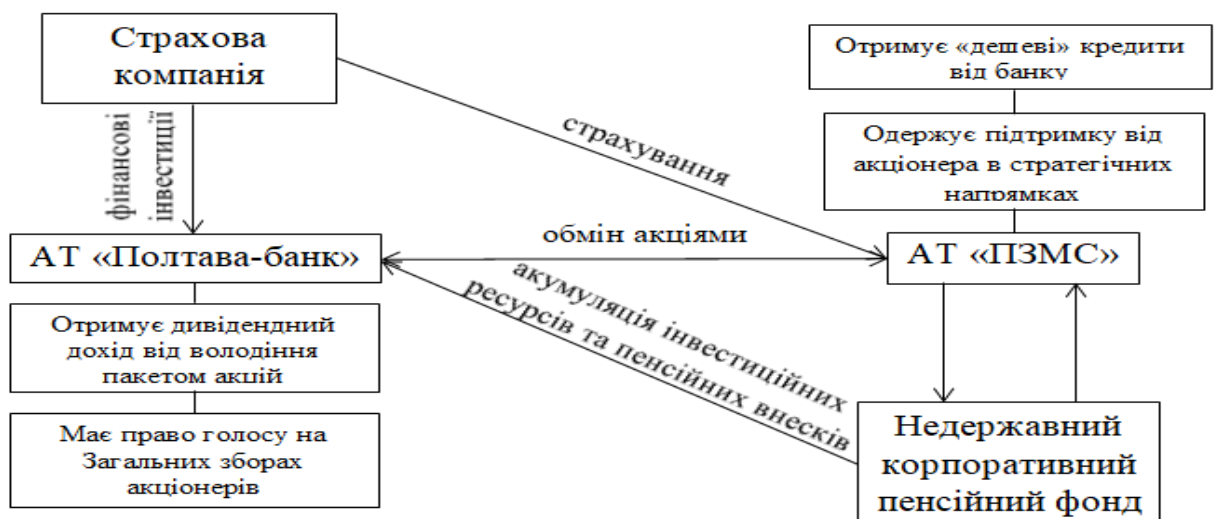 Страхова
компанія
Отримує «дешеві» кредити
від банку
Одержує підтримку від
акціонера в стратегічних
напрямках
фінансові
інвестиції
страхування
обмін акціями
АТ «Полтава-банк»
АТ «ПЗМС»
акумуляція інвестиційних
ресурсів та пенсійних внесків
Отримує дивідендний
дохід від володіння
пакетом акцій
Має право голосу на
Загальних зборах
акціонерів
Недержавний
корпоративний
пенсійний фонд